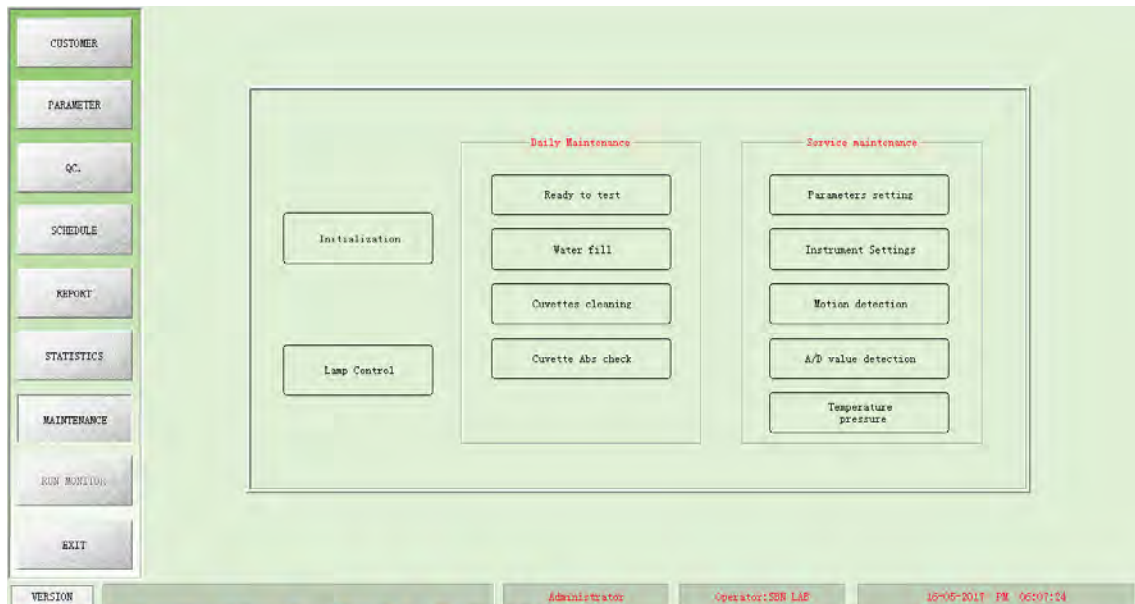 CUSTOMER
PARAMETER
QC.
SCHEDULE
REPORT
STATISTICS
MAINTENANCE
RUN MONITOR
EXIT
Initialization
Lamp Control
Daily Maintenance
Ready to test
Water fill
Cuvettes cleaning
Cuvette Abs check
Service maintenance
Parameters setting
Instrument Settings
Motion detection
A/D value detection
Temperature
pressure
VERSION
Administrator
Operator:SBN LAB
16-05-2017 PM 06:07:24